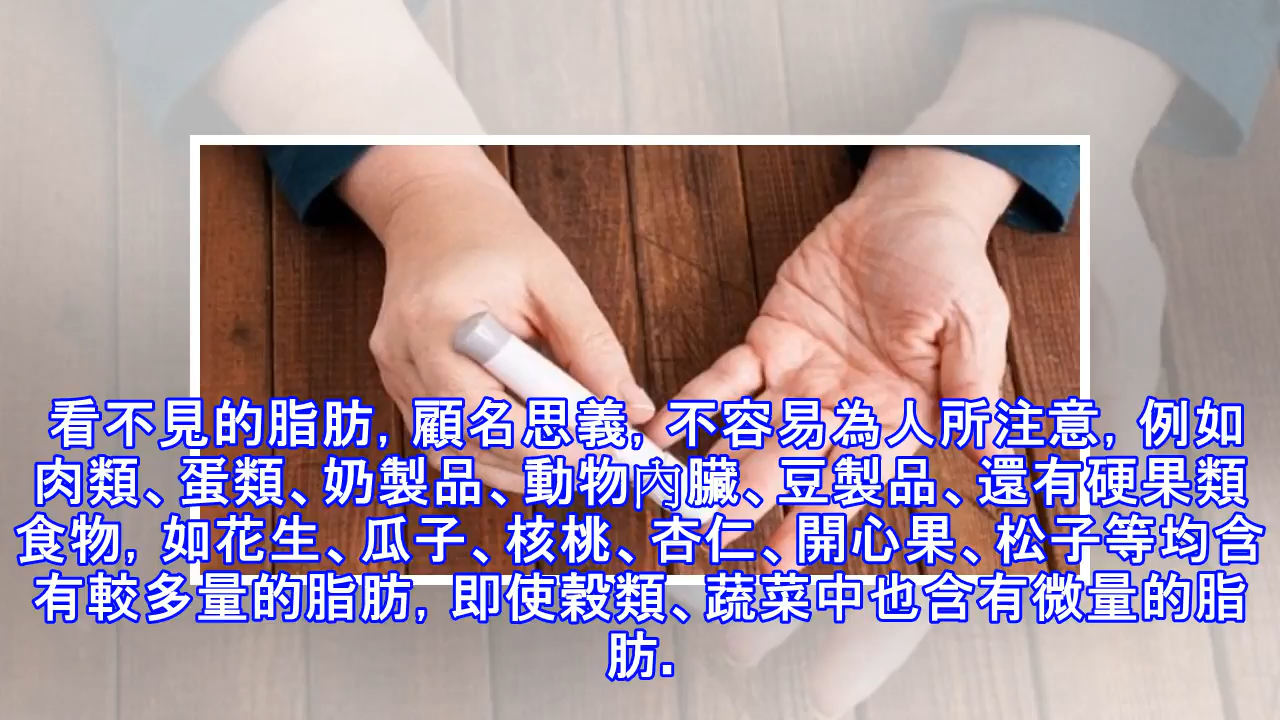 看不見的脂肪, 顧名思義, 不容易為人所注意, 例如
肉類、蛋類、奶製品、動物內臟、豆製品、還有硬果類
食物, 如花生、瓜子、核桃、杏仁、開心果、松子等均含
有較多量的脂肪, 即使穀類、蔬菜中也含有微量的脂
肪.